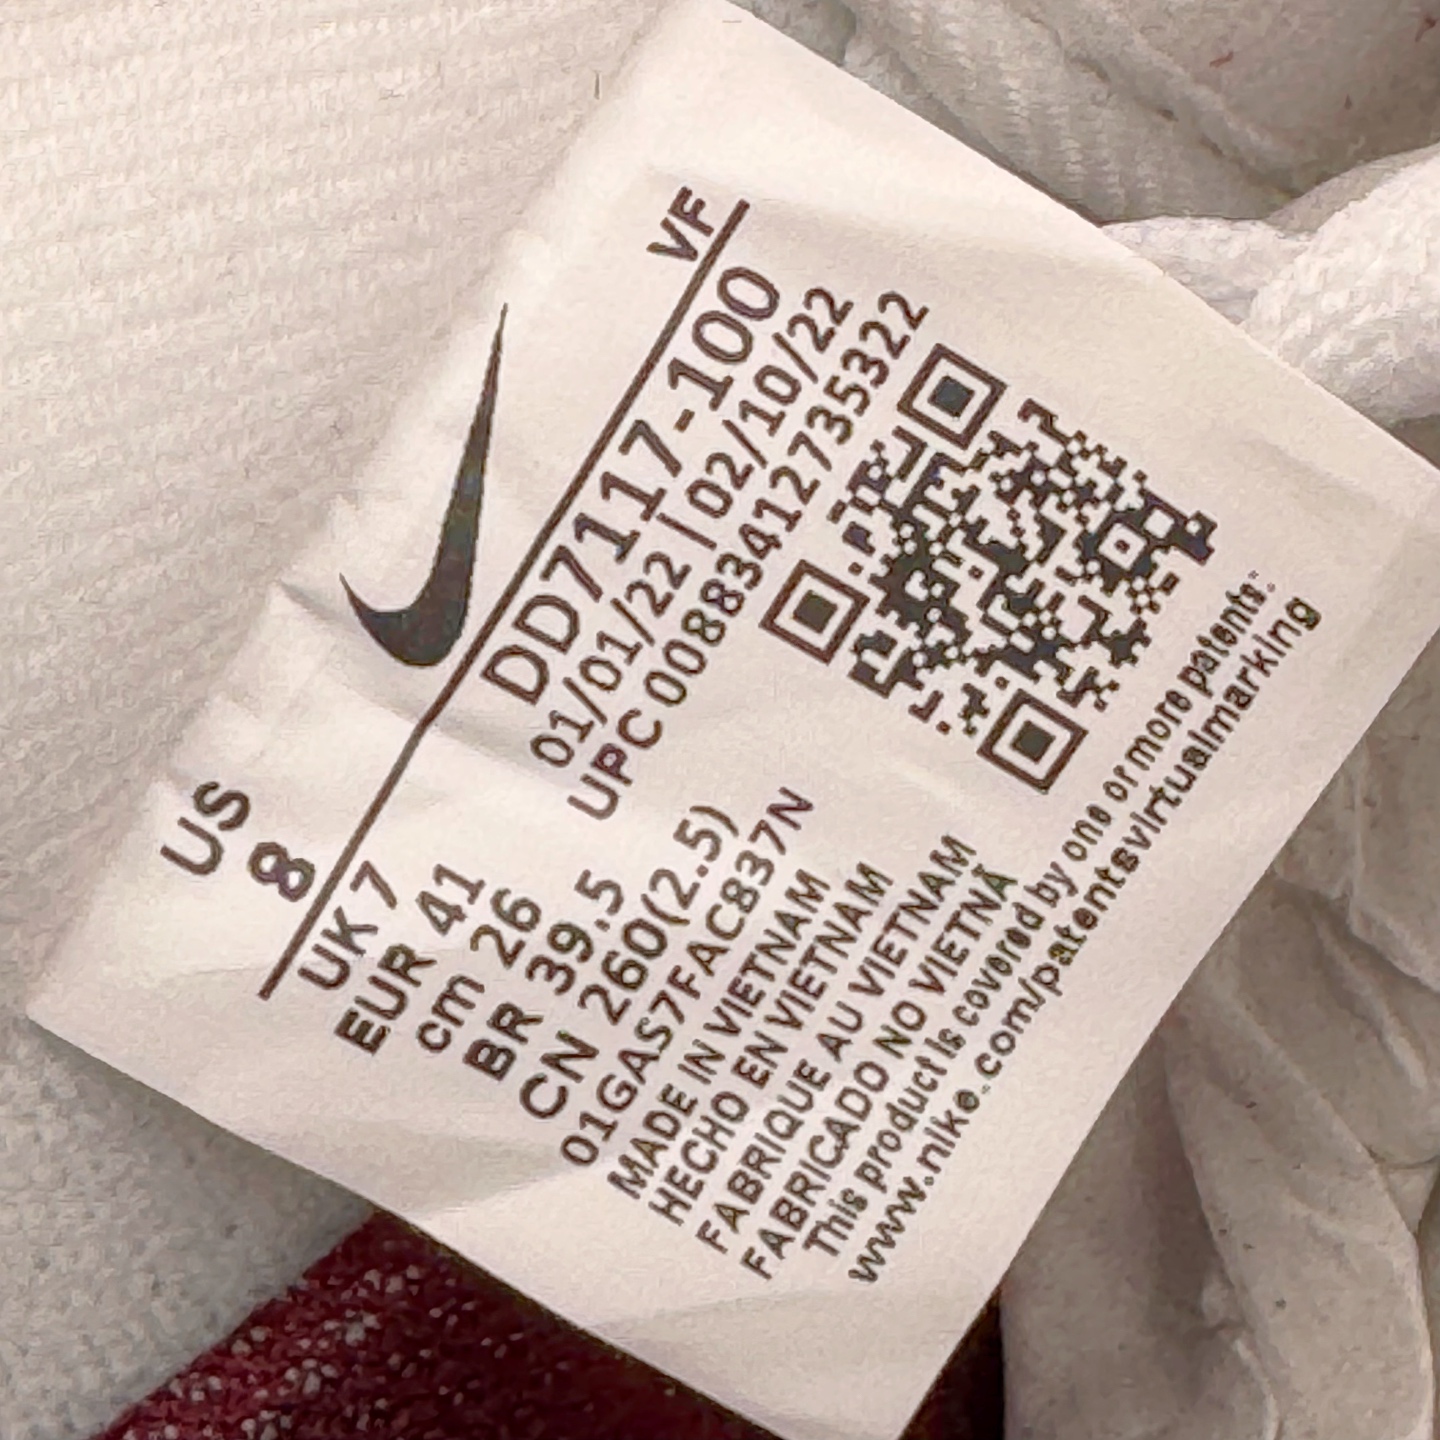 US
8
VF
UK 7
EUR 41
cm 26
BR 39.5
CN 260(2.5)
DD7117-100
01/01/22 | 02/10/22
UPC 00883412735322
01GAS7FAC837N
MADE IN VIETNAM
HECHO EN VIETNAM
FABRIQUE AU VIETNAM
FABRICADO NO VIETNÃ
This product is covered by one or more patents.
www.nike.com/patentsvirtualmarking